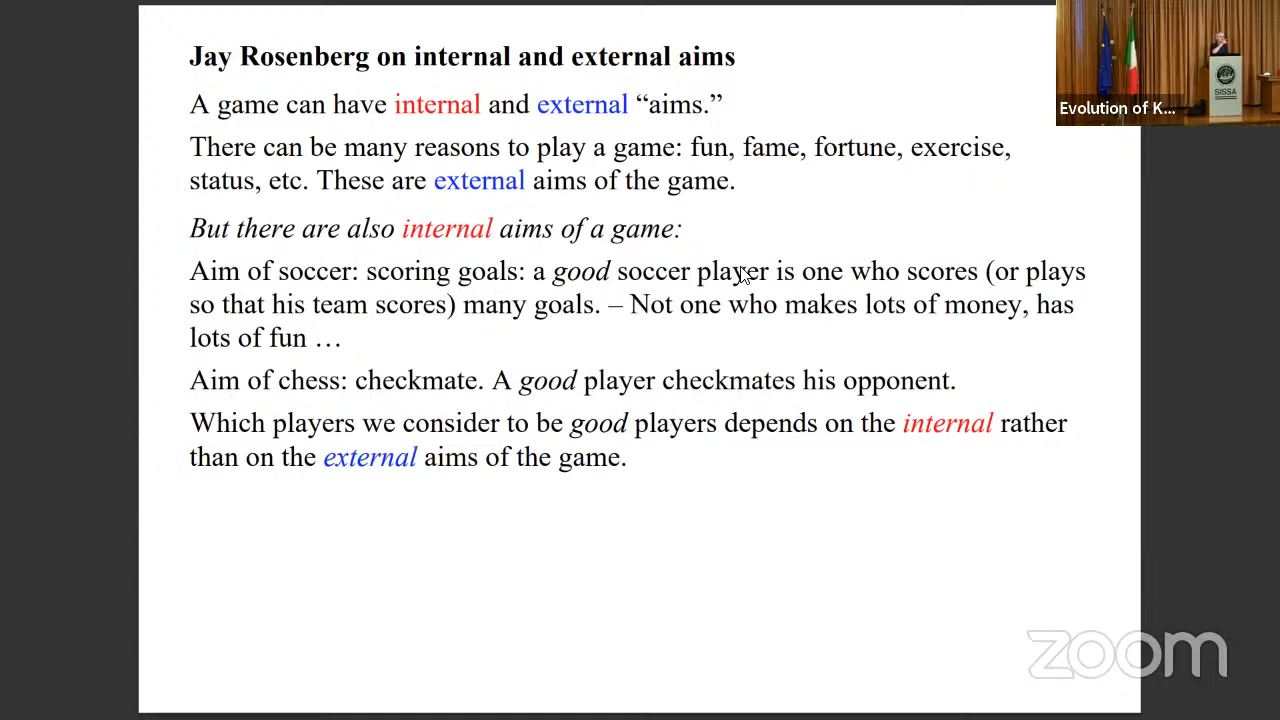 Jay Rosenberg on internal and external aims
A game can have internal and external “aims.”
There can be many reasons to play a game: fun, fame, fortune, exercise,
status, etc. These are external aims of the game.
But there are also internal aims of a game:
Aim of soccer: scoring goals: a good soccer player is one who scores (or plays
so that his team scores) many goals. – Not one who makes lots of money, has
lots of fun …
Aim of chess: checkmate. A good player checkmates his opponent.
Which players we consider to be good players depends on the internal rather
than on the external aims of the game.
SISSA
Evolution of K...
zoom